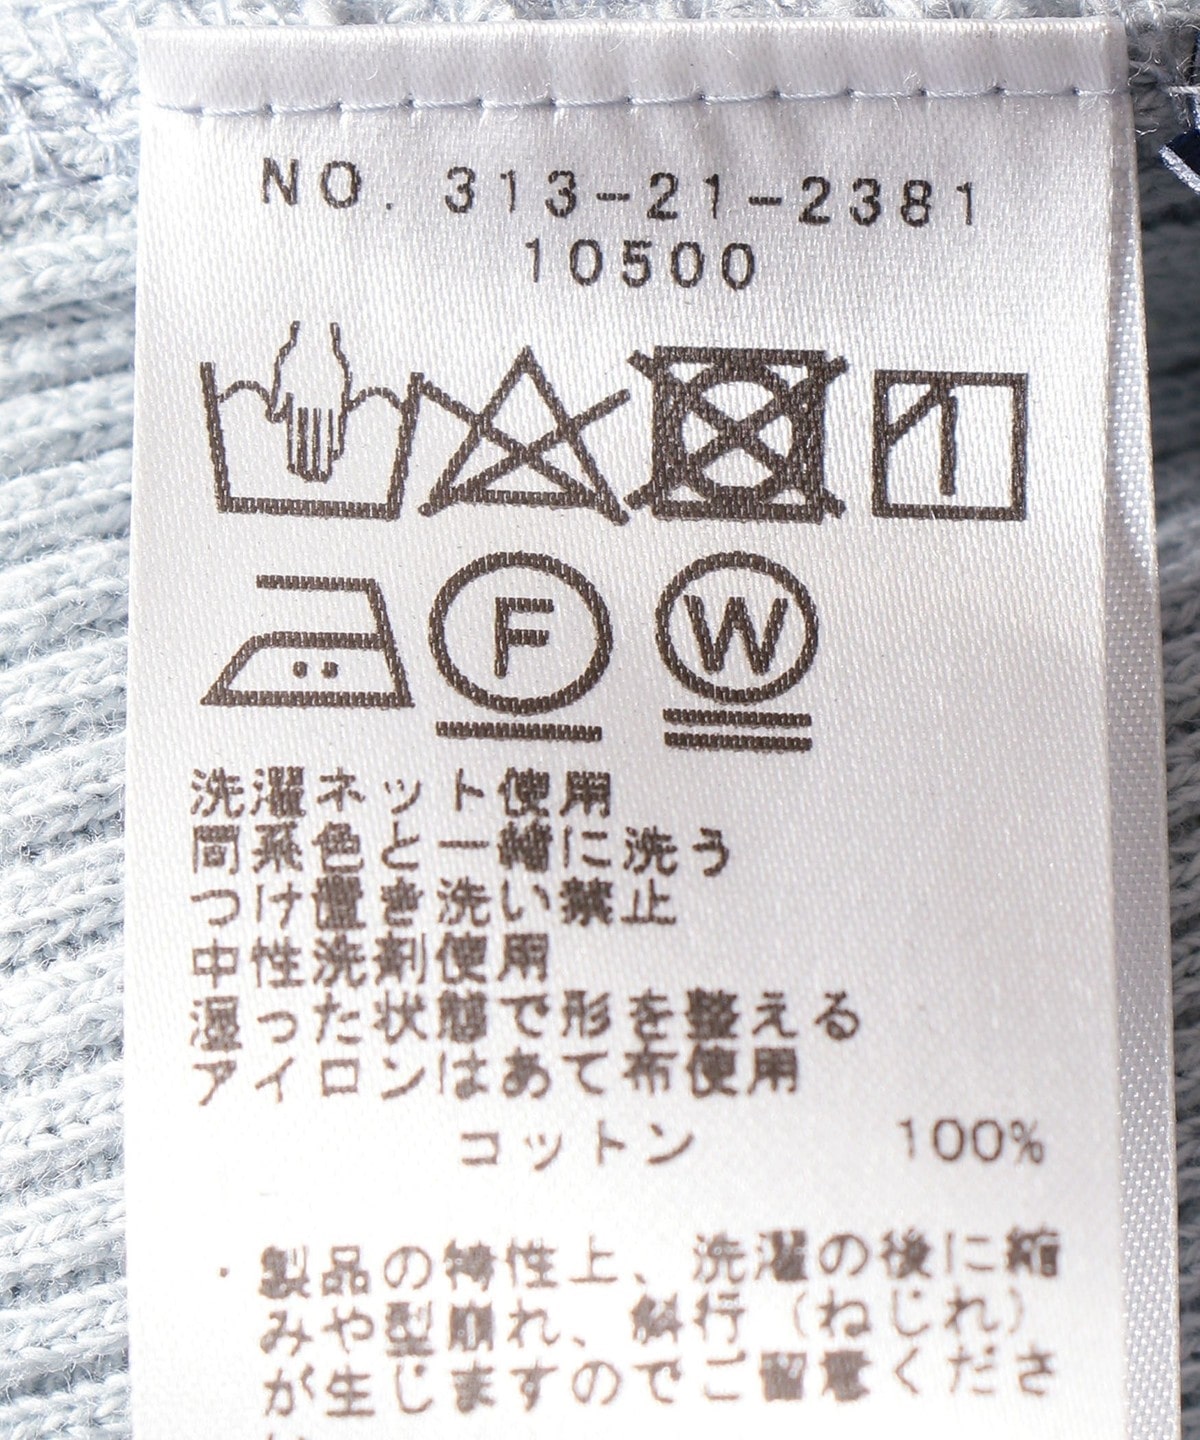 NO. 313-21-2381
10500
F
W
洗濯ネット使用
同系色と一緒に洗う
つけ置き洗い禁止
中性洗剤使用
湿った状態で形を整える
アイロンはあて布使用
コットン 100%
・製品の特性上、洗濯の後に縮
みや型崩れ、斜行（ねじれ）
が生じますのでご留意くださ